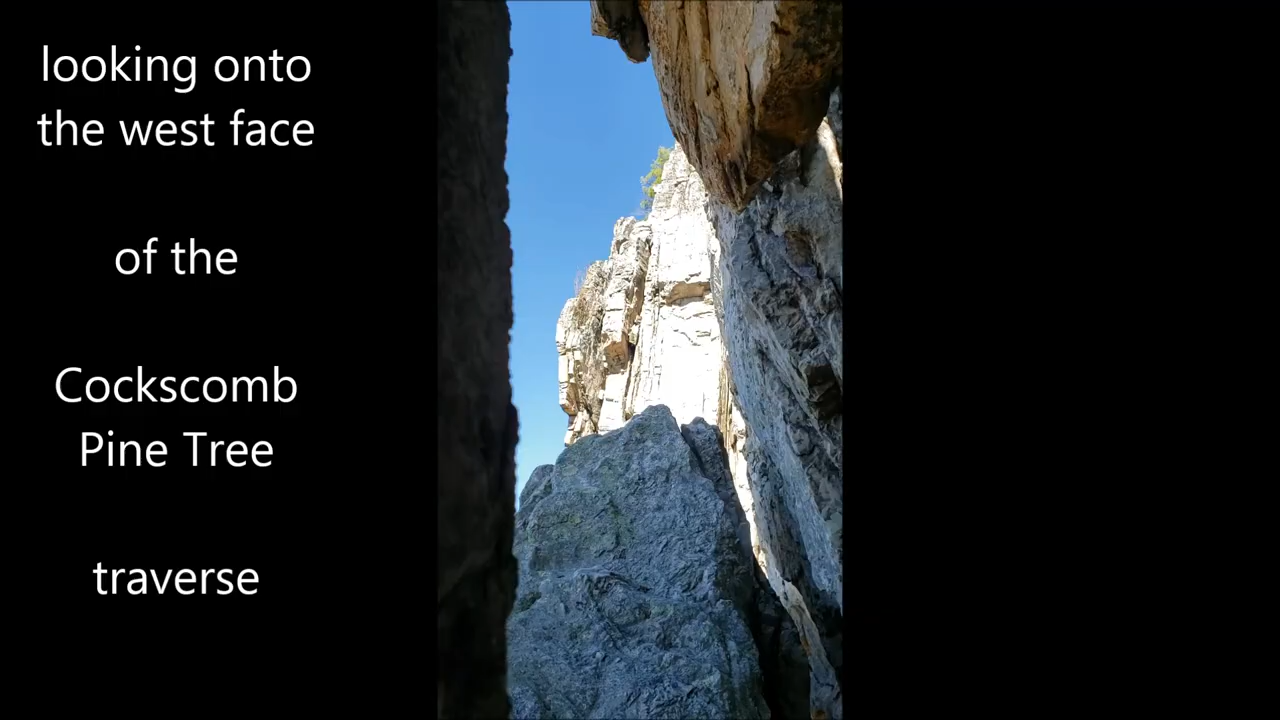 looking onto
the west face
of the
Cockscomb
Pine Tree
traverse